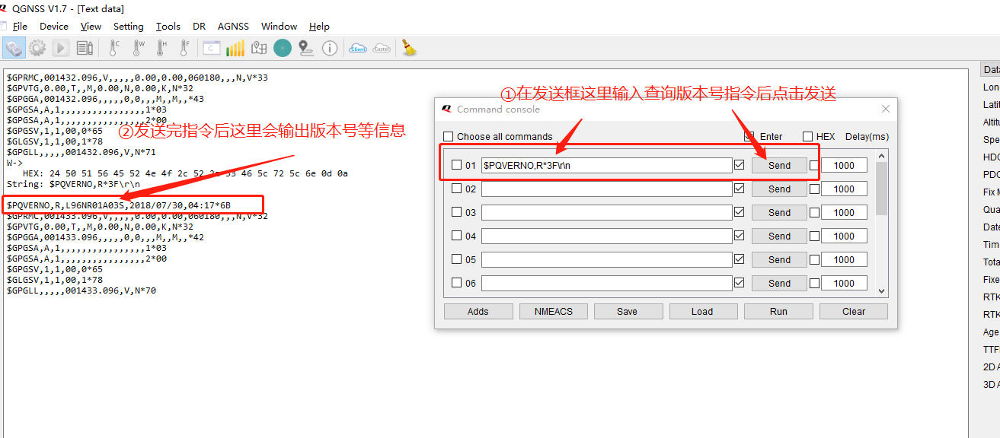 QGNSS V1.7 - [Text data]
File Device View Setting Tools DR AGNSS Window Help
C W H F C Client Caster
$GPRMC,001432.096,V,,,,,0.00,0.00,060180,,,N,V*33
$GPVTG,0.00,T,,M,0.00,N,0.00,K,N*32
$GPGGA,001432.096,,,,,0,0,,,M,,M,,*43
$GPGSA,A,1,,,,,,,,,,,,,,,,1*03
$GPGSA,A,1,,,,,,,,,,,,,,,,2*00
$GPGSV,1,1,00,0*65
$GLGSV,1,1,00,1*78
$GPGLL,,,,,001432.096,V,N*71
W->
HEX: 24 50 51 56 45 52 4e 4f 2c 52 2a 33 46 5c 72 5c 6e 0d 0a
String: $PQVERNO,R*3F\r\n
$PQVERNO,R,L96NR01A03S,2018/07/30,04:17*6B
$GPRMC,001433.096,V,,,,,0.00,0.00,060180,,,N,V*32
$GPVTG,0.00,T,,M,0.00,N,0.00,K,N*32
$GPGGA,001433.096,,,,,0,0,,,M,,M,,*42
$GPGSA,A,1,,,,,,,,,,,,,,,,1*03
$GPGSA,A,1,,,,,,,,,,,,,,,,2*00
$GPGSV,1,1,00,0*65
$GLGSV,1,1,00,1*78
$GPGLL,,,,,001433.096,V,N*70
②发送完指令后这里会输出版本号等信息
①在发送框这里输入查询版本号指令后点击发送
Command console
Choose all commands Enter HEX Delay(ms)
01 $PQVERNO,R*3F\r\n Send 1000
02 Send 1000
03 Send 1000
04 Send 1000
05 Send 1000
06 Send 1000
Adds NMEACS Save Load Run Clear
Data
Lon
Lati
Altit
Spe
HDO
PDO
Fix M
Qua
Date
Tim
Tota
Fixe
RTK
RTK
Age
TTF
2D A
3D A